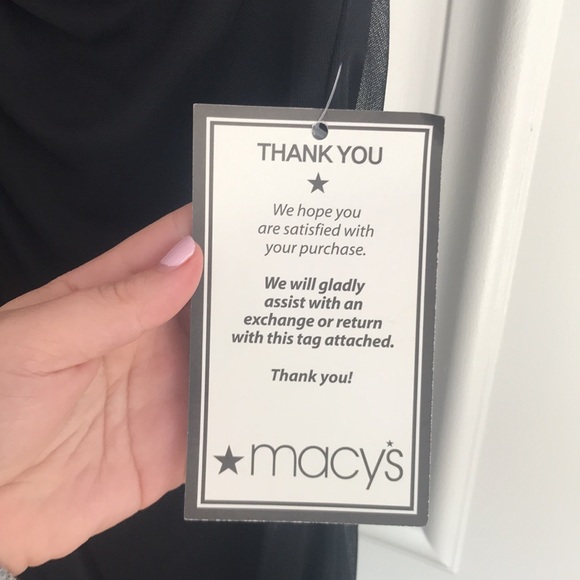 THANK YOU
We hope you
are satisfied with
your purchase.
We will gladly
assist with an
exchange or return
with this tag attached.
Thank you!
macy's